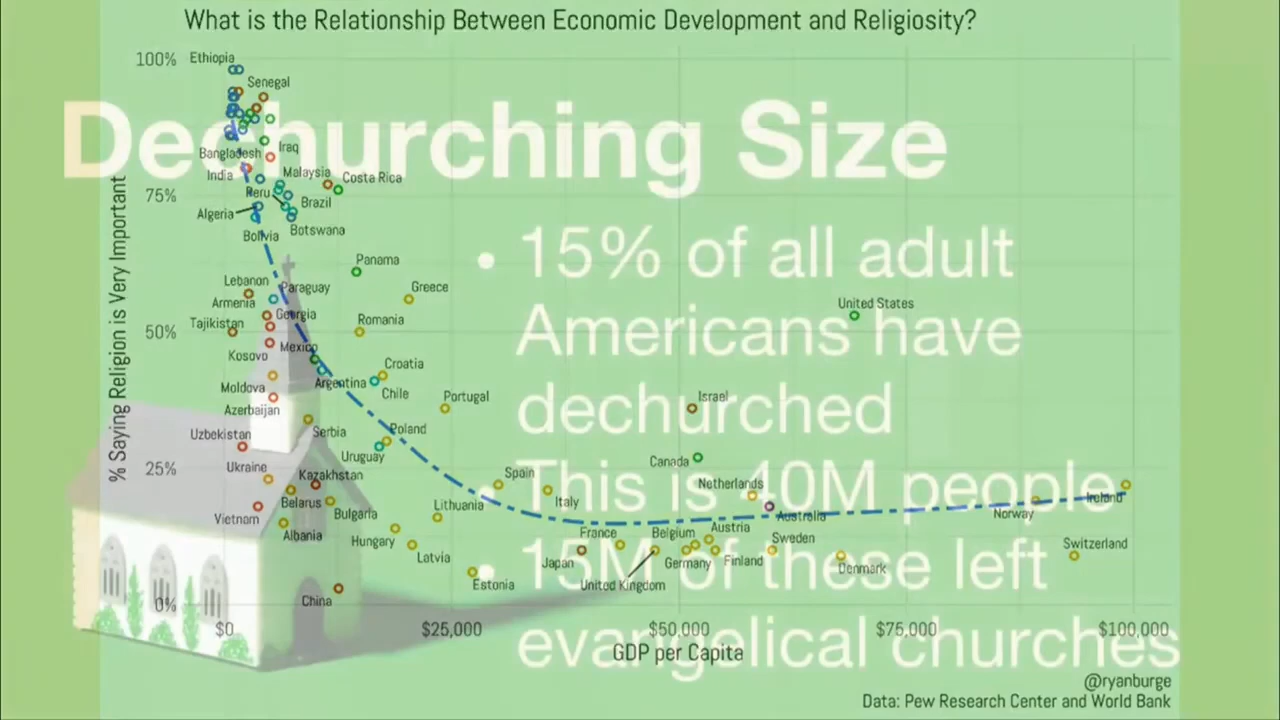 What is the Relationship Between Economic Development and Religiosity?
Dechurching Size
• 15% of all adult
Americans have
dechurched
• This is 40M people
• 15M of these left
evangelical churches
% Saying Religion is Very Important
100%
75%
50%
25%
0%
Ethiopia
Senegal
Bangladesh
Iraq
India
Malaysia
Costa Rica
Peru
Brazil
Algeria
Botswana
Bolivia
Panama
Lebanon
Paraguay
Greece
Armenia
Georgia
United States
Tajikistan
Romania
Kosovo
Mexico
Croatia
Moldova
Argentina
Chile
Azerbaijan
Portugal
Israel
Uzbekistan
Serbia
Poland
Uruguay
Canada
Ukraine
Kazakhstan
Spain
Italy
Netherlands
Ireland
Vietnam
Belarus
Bulgaria
Lithuania
Australia
Norway
Albania
Hungary
Latvia
France
Belgium
Austria
Sweden
Switzerland
Japan
United Kingdom
Germany
Finland
Denmark
Estonia
China
$0
$25,000
$50,000
$75,000
$100,000
GDP per Capita
@ryanburge
Data: Pew Research Center and World Bank